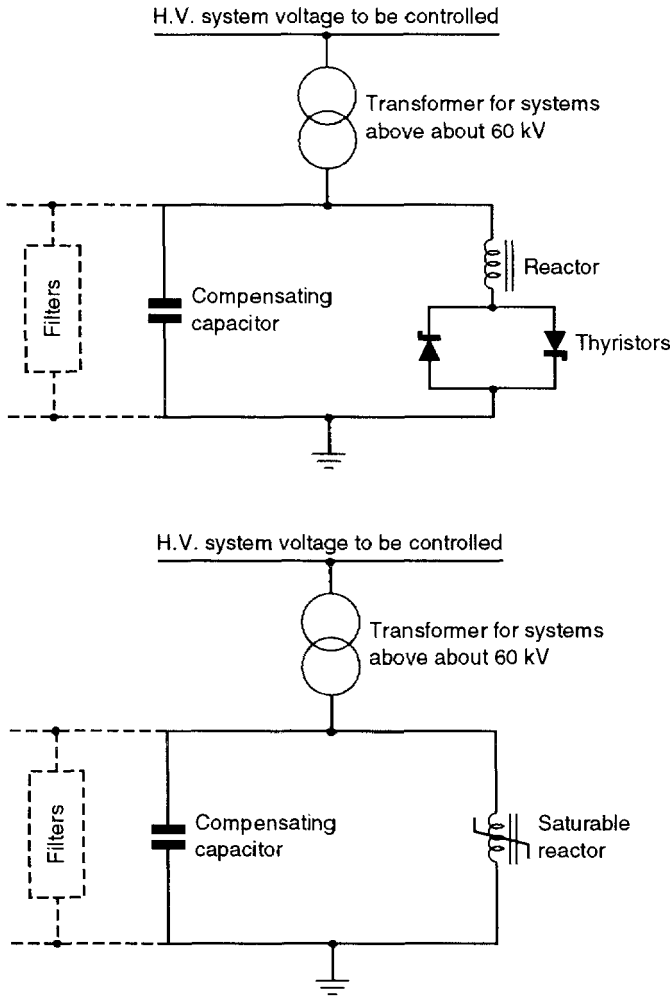 H.V. system voltage to be controlled
Transformer for systems
above about 60 kV
Filters
Compensating
capacitor
Reactor
Thyristors
H.V. system voltage to be controlled
Transformer for systems
above about 60 kV
Filters
Compensating
capacitor
Saturable
reactor